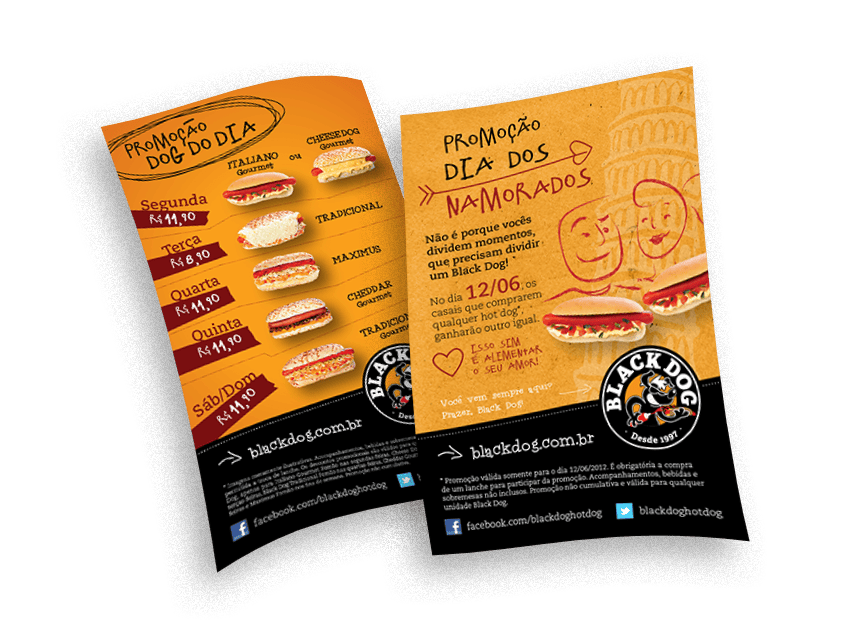 PROMOÇÃO
DOG DO DIA
ITALIANO
Gourmet
ou
CHEESEDOG
Gourmet
Segunda
R$ 11,90
TRADICIONAL
Terça
R$ 8,90
MAXIMUS
Quarta
R$ 11,90
CHEDDAR
Gourmet
Quinta
R$ 11,90
Gourmet
Sáb/Dom
R$ 11,90
BLACK DOG
Desde
blackdog.com.br
facebook.com/blackdoghotdog
PROMOÇÃO
DIA DOS
NAMORADOS
Não é porque vocês
dividem momentos,
que precisam dividir
um Black Dog!
No dia 12/06, os
casais que comprarem
qualquer hot dog*
ganharão outro igual.
ISSO SIM
É ALIMENTAR
O SEU AMOR!
Você vem sempre aqui?
Prazer, Black Dog!
BLACK DOG
Desde 1997
blackdog.com.br
* Promoção válida somente para o dia 12/06/2012. É obrigatória a compra
de um lanche para participar da promoção. Acompanhamentos, bebidas e
sobremesas não inclusos. Promoção não cumulativa e válida para qualquer
unidade Black Dog.
facebook.com/blackdoghotdog
blackdoghotdog